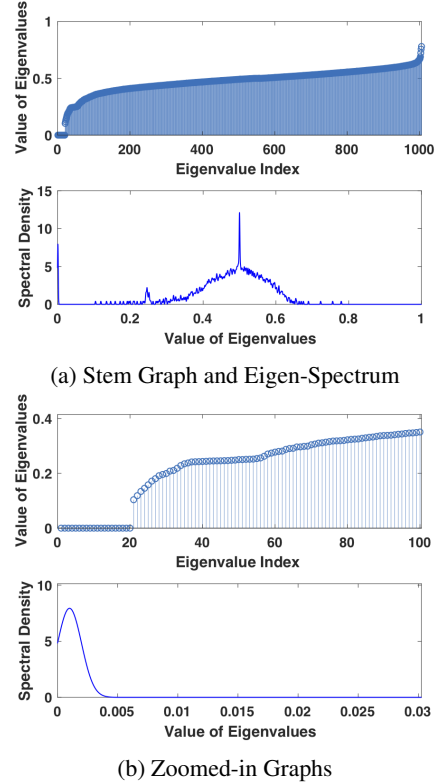 1
0.5
0
Value of Eigenvalues
0 200 400 600 800 1000
Eigenvalue Index
15
10
5
0
Spectral Density
0 0.2 0.4 0.6 0.8 1
Value of Eigenvalues
(a) Stem Graph and Eigen-Spectrum
0.4
0.2
0
Value of Eigenvalues
0 20 40 60 80 100
Eigenvalue Index
10
5
0
Spectral Density
0 0.005 0.01 0.015 0.02 0.025 0.03
Value of Eigenvalues
(b) Zoomed-in Graphs